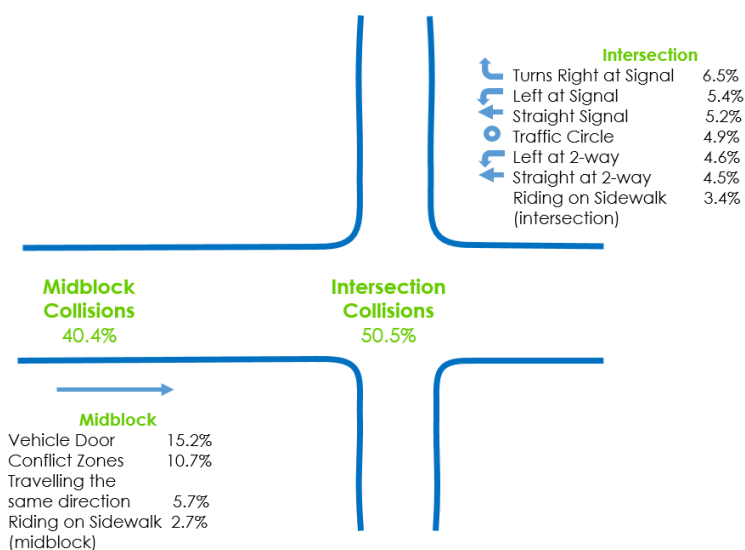 Intersection
Turns Right at Signal 6.5%
Left at Signal 5.4%
Straight Signal 5.2%
Traffic Circle 4.9%
Left at 2-way 4.6%
Straight at 2-way 4.5%
Riding on Sidewalk 3.4%
(intersection)
Midblock
Collisions
40.4%
Intersection
Collisions
50.5%
Midblock
Vehicle Door 15.2%
Conflict Zones 10.7%
Travelling the
same direction 5.7%
Riding on Sidewalk 2.7%
(midblock)